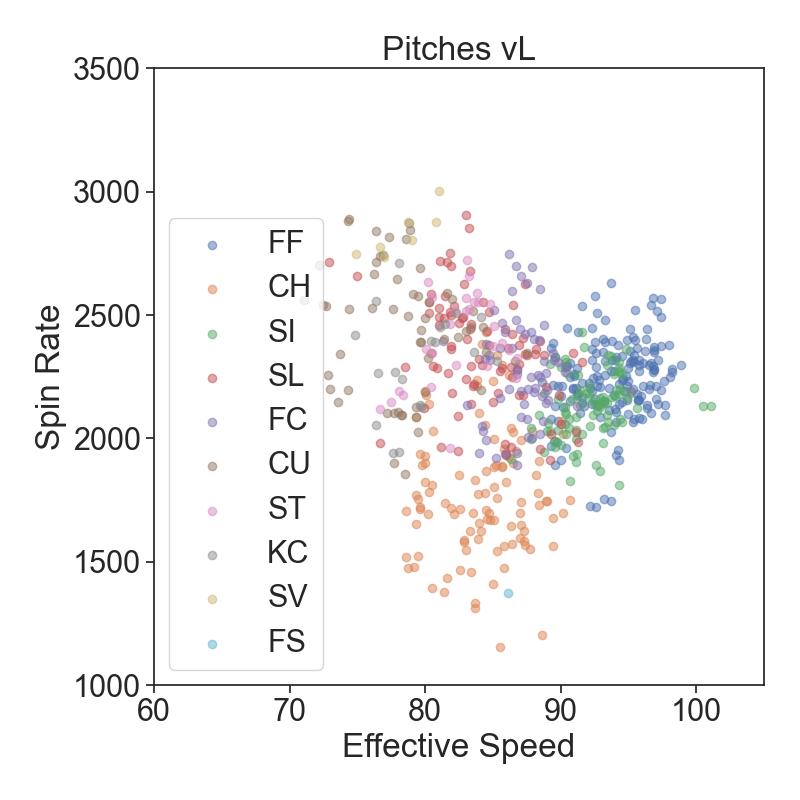 Pitches vL
3500
3000
2500
2000
1500
1000
Spin Rate
FF
CH
SI
SL
FC
CU
ST
KC
SV
FS
60 70 80 90 100
Effective Speed